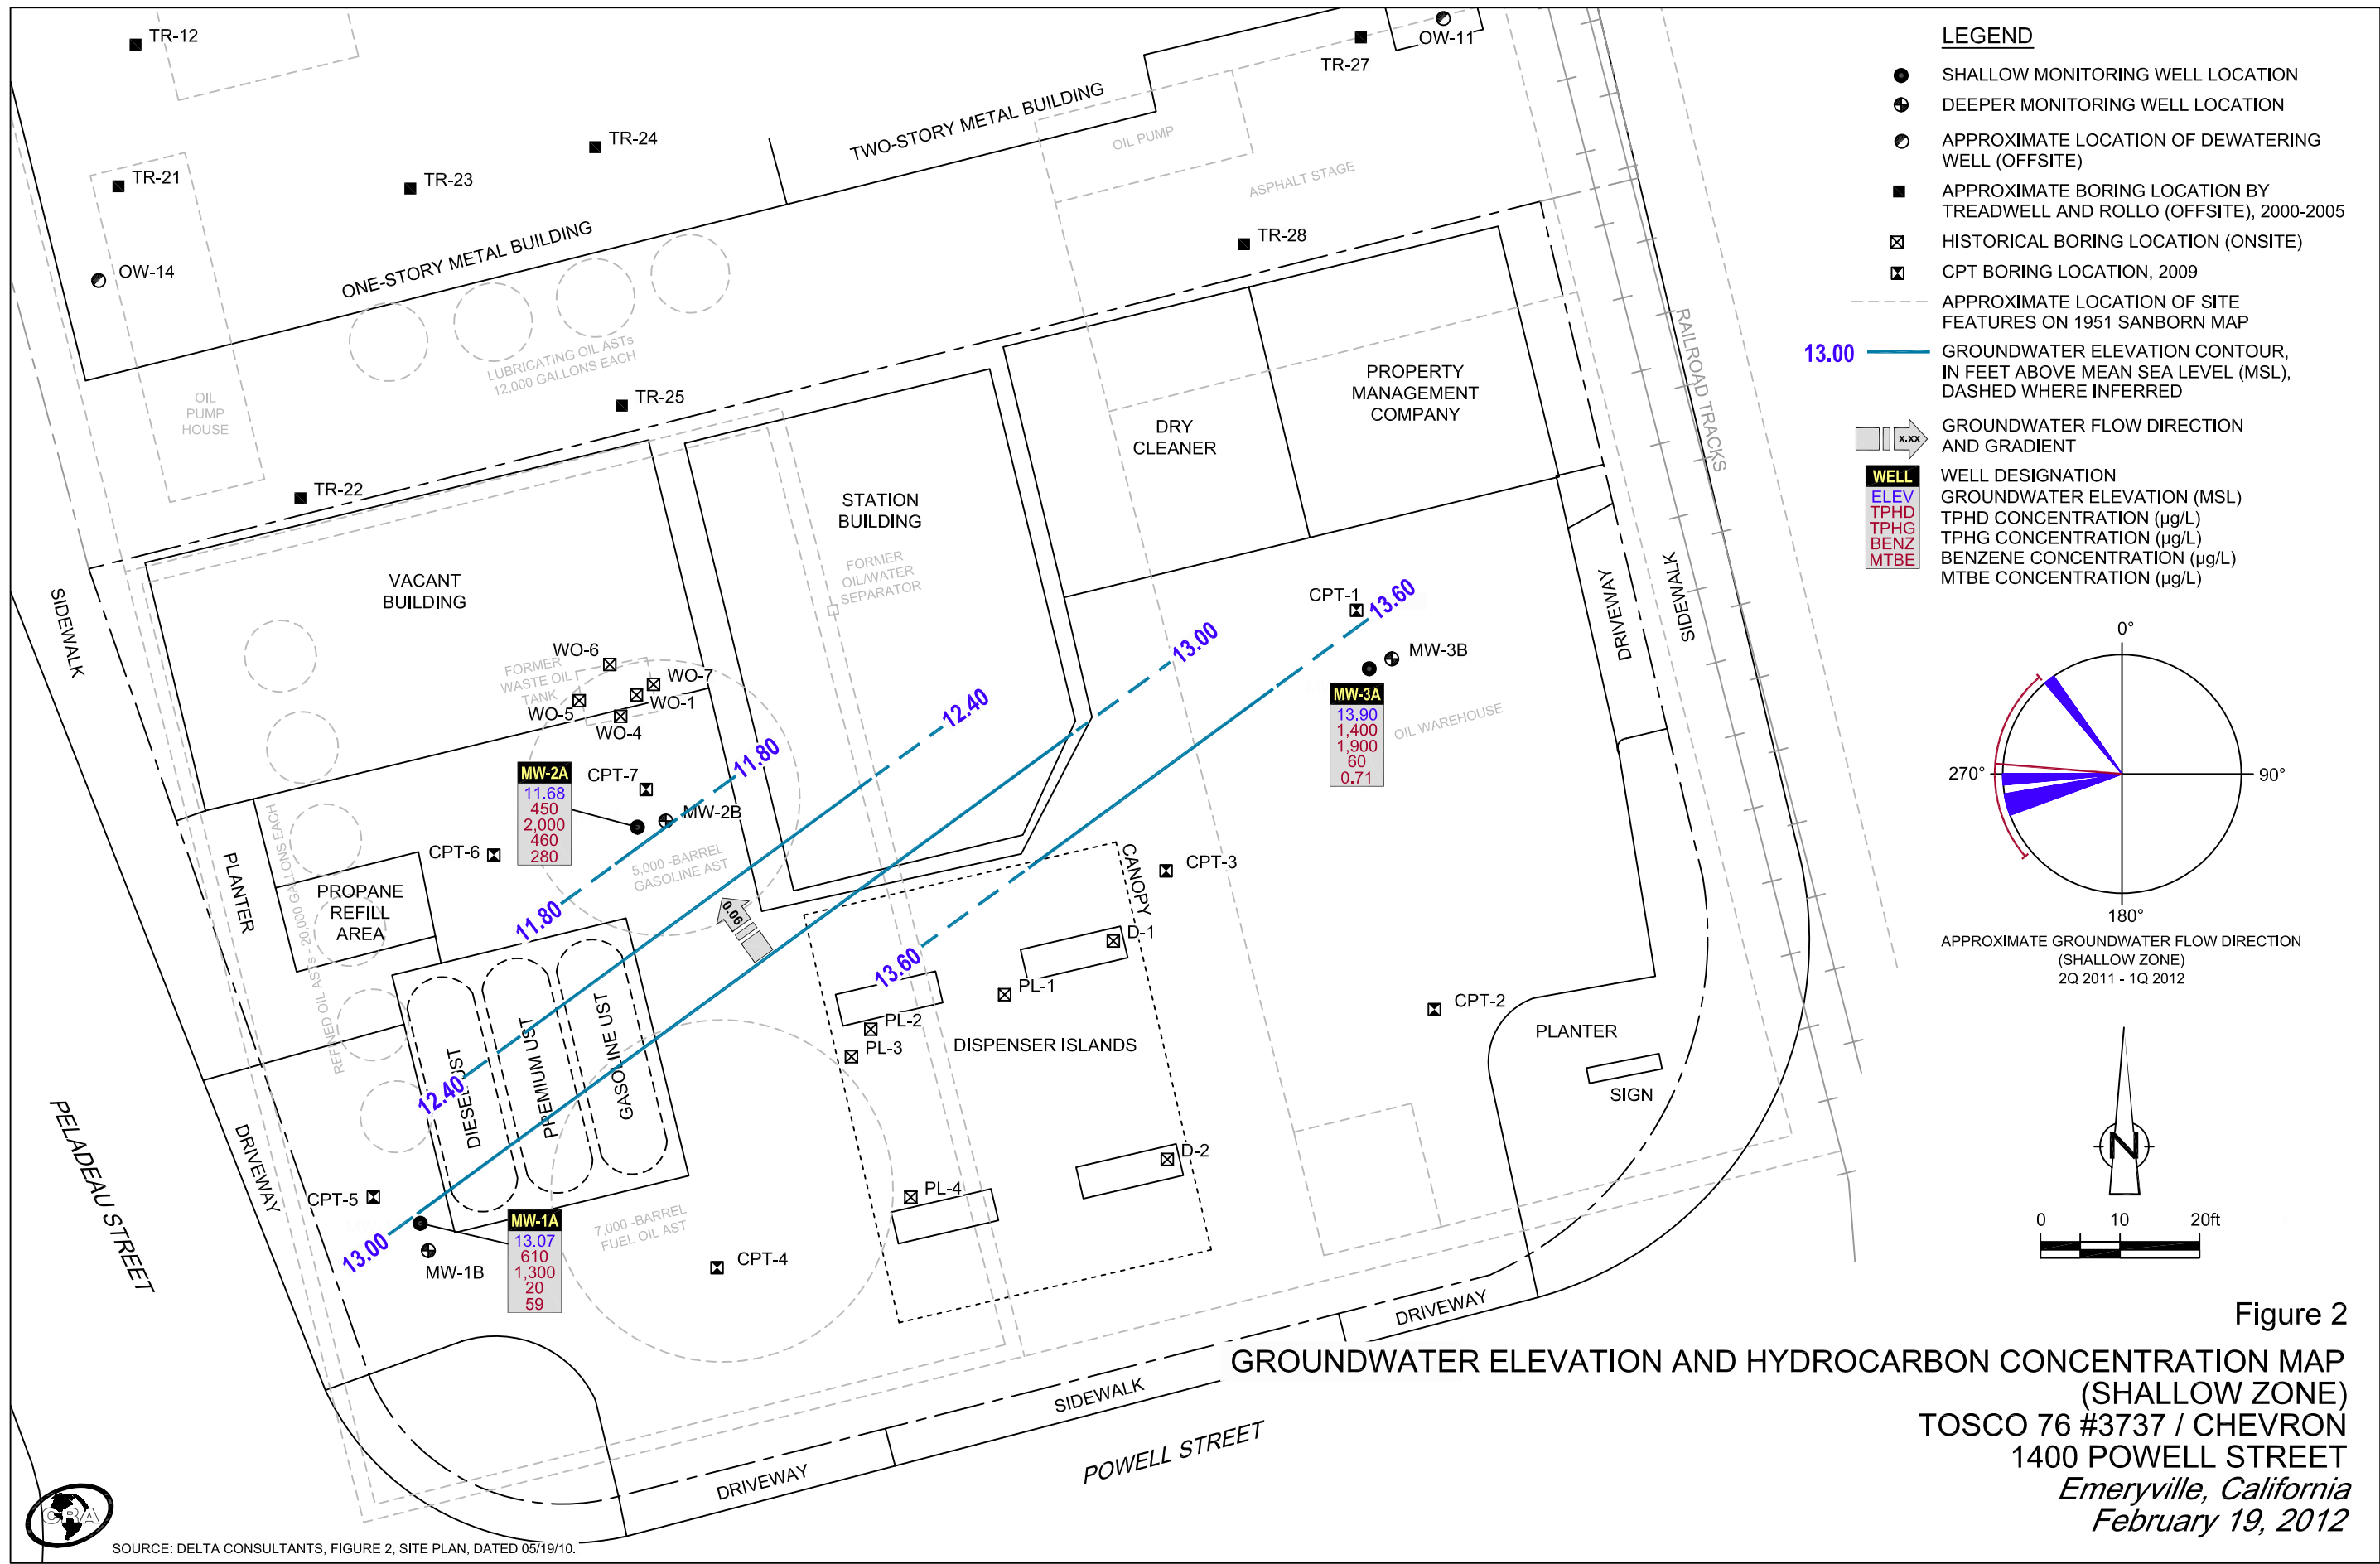 TR-12
TR-27
OW-11
TR-24
TR-21
TR-23
OW-14
TWO-STORY METAL BUILDING
ONE-STORY METAL BUILDING
OIL PUMP
ASPHALT STAGE
TR-28
LUBRICATING OIL ASTs
12,000 GALLONS EACH
OIL
PUMP
HOUSE
TR-25
TR-22
RAILROAD TRACKS
PROPERTY
MANAGEMENT
COMPANY
DRY
CLEANER
STATION
BUILDING
FORMER
OIL/WATER
SEPARATOR
VACANT
BUILDING
SIDEWALK
DRIVEWAY
SIDEWALK
CPT-1
13.60
13.00
12.40
11.80
MW-3B
MW-3A
13.90
1,400
1,900
60
0.71
OIL WAREHOUSE
WO-6
FORMER
WASTE OIL
TANK
WO-7
WO-1
WO-5
WO-4
MW-2A
11.68
450
2,000
460
280
CPT-7
MW-2B
CPT-6
5,000 -BARREL
GASOLINE AST
CANOPY
CPT-3
PLANTER
REFINED OIL ASTs - 20,000 GALLONS EACH
PROPANE
REFILL
AREA
11.80
0.06
13.60
D-1
PL-1
PL-2
PL-3
DISPENSER ISLANDS
CPT-2
PLANTER
SIGN
12.40
DIESEL UST
PREMIUM UST
GASOLINE UST
D-2
PL-4
PELADEAU STREET
DRIVEWAY
CPT-5
13.00
MW-1B
MW-1A
13.07
610
1,300
20
59
7,000 -BARREL
FUEL OIL AST
CPT-4
DRIVEWAY
SIDEWALK
DRIVEWAY
POWELL STREET
LEGEND
SHALLOW MONITORING WELL LOCATION
DEEPER MONITORING WELL LOCATION
APPROXIMATE LOCATION OF DEWATERING
WELL (OFFSITE)
APPROXIMATE BORING LOCATION BY
TREADWELL AND ROLLO (OFFSITE), 2000-2005
HISTORICAL BORING LOCATION (ONSITE)
CPT BORING LOCATION, 2009
APPROXIMATE LOCATION OF SITE
FEATURES ON 1951 SANBORN MAP
13.00
GROUNDWATER ELEVATION CONTOUR,
IN FEET ABOVE MEAN SEA LEVEL (MSL),
DASHED WHERE INFERRED
x.xx
GROUNDWATER FLOW DIRECTION
AND GRADIENT
WELL WELL DESIGNATION
ELEV GROUNDWATER ELEVATION (MSL)
TPHD TPHD CONCENTRATION (µg/L)
TPHG TPHG CONCENTRATION (µg/L)
BENZ BENZENE CONCENTRATION (µg/L)
MTBE MTBE CONCENTRATION (µg/L)
0°
270°
90°
180°
APPROXIMATE GROUNDWATER FLOW DIRECTION
(SHALLOW ZONE)
2Q 2011 - 1Q 2012
N
0 10 20ft
Figure 2
GROUNDWATER ELEVATION AND HYDROCARBON CONCENTRATION MAP
(SHALLOW ZONE)
TOSCO 76 #3737 / CHEVRON
1400 POWELL STREET
Emeryville, California
February 19, 2012
CRA
SOURCE: DELTA CONSULTANTS, FIGURE 2, SITE PLAN, DATED 05/19/10.